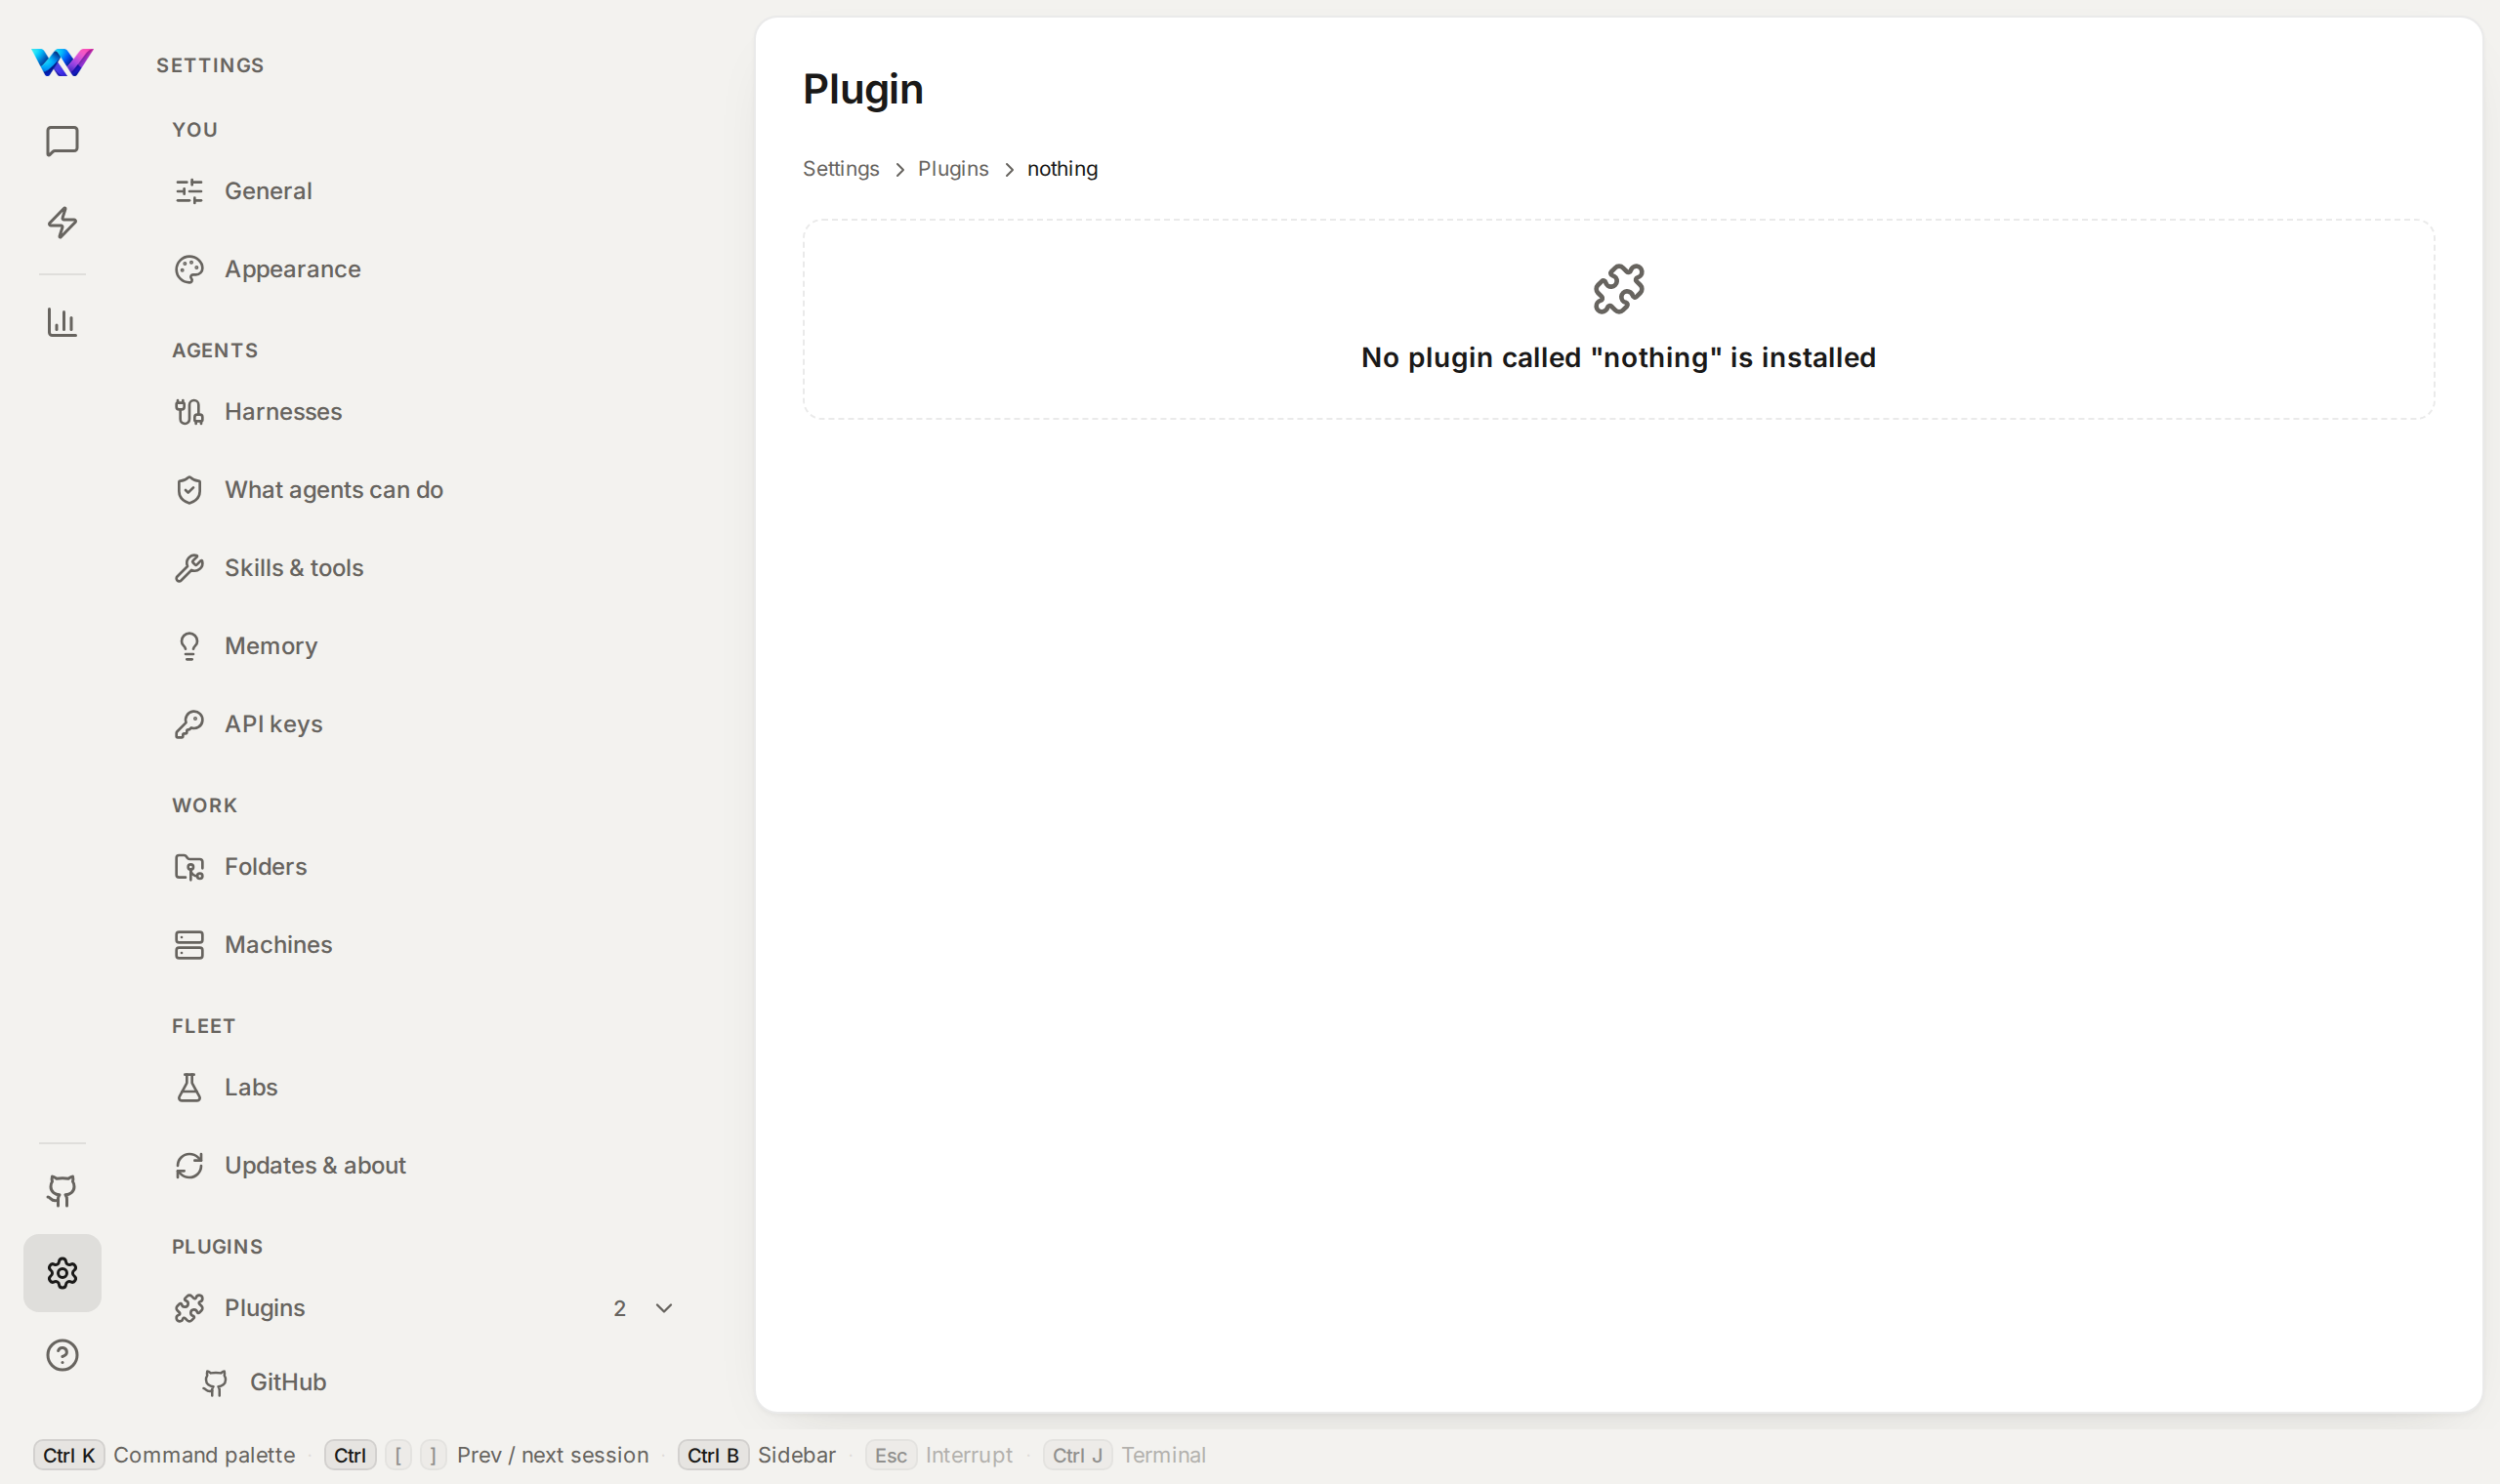 SETTINGS
YOU
General
Appearance
AGENTS
Harnesses
What agents can do
Skills & tools
Memory
API keys
WORK
Folders
Machines
FLEET
Labs
Updates & about
PLUGINS
Plugins 2
GitHub
Plugin
Settings > Plugins > nothing
No plugin called "nothing" is installed
Ctrl K Command palette · Ctrl [ ] Prev / next session · Ctrl B Sidebar · Esc Interrupt · Ctrl J Terminal